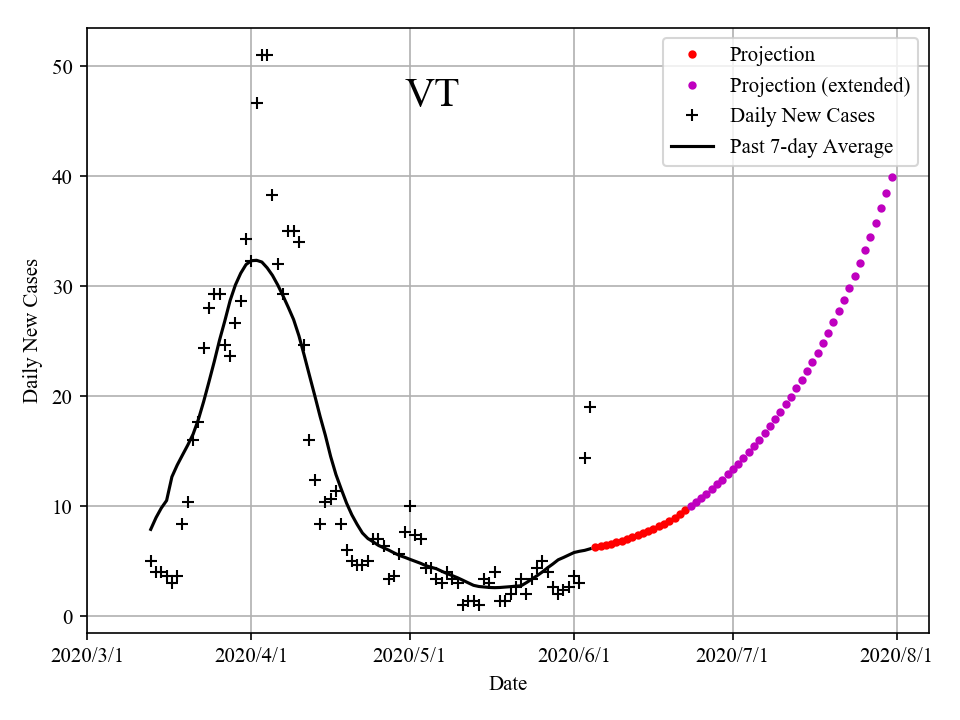 VT
Projection
Projection (extended)
Daily New Cases
Past 7-day Average
50
40
30
20
10
0
Daily New Cases
2020/3/1 2020/4/1 2020/5/1 2020/6/1 2020/7/1 2020/8/1
Date